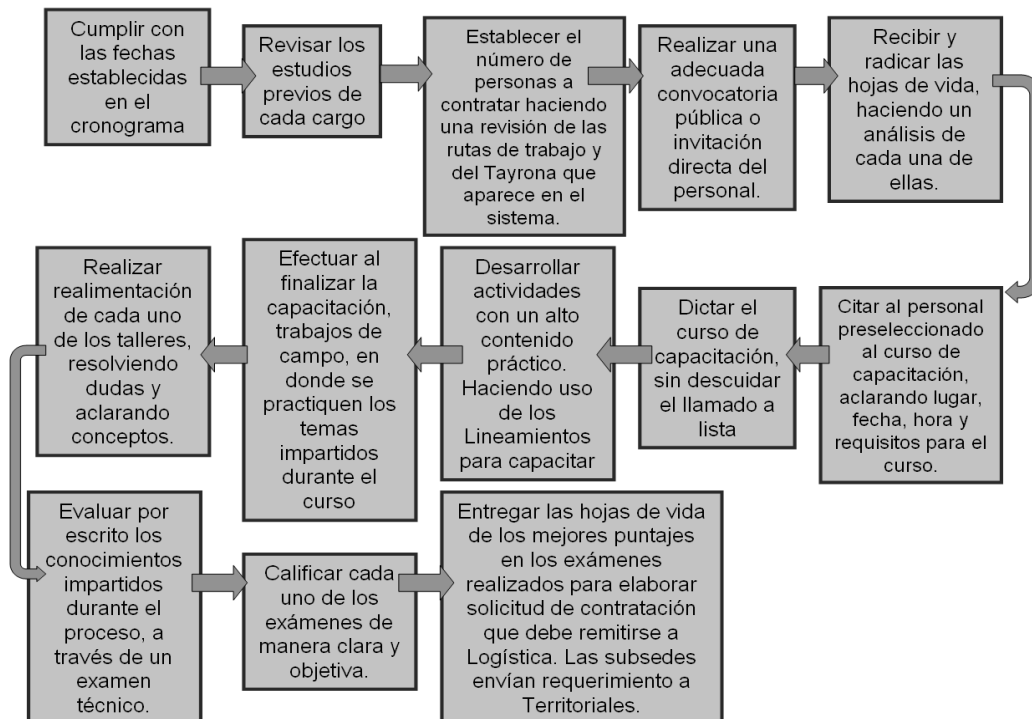 Cumplir con
las fechas
establecidas
en el
cronograma
Revisar los
estudios
previos de
cada cargo
Establecer el
número de
personas a
contratar haciendo
una revisión de las
rutas de trabajo y
del Tayrona que
aparece en el
sistema.
Realizar una
adecuada
convocatoria
pública o
invitación
directa del
personal.
Recibir y
radicar las
hojas de vida,
haciendo un
análisis de
cada una de
ellas.
Citar al personal
preseleccionado
al curso de
capacitación,
aclarando lugar,
fecha, hora y
requisitos para el
curso.
Dictar el
curso de
capacitación,
sin descuidar
el llamado a
lista
Desarrollar
actividades
con un alto
contenido
práctico.
Haciendo uso
de los
Lineamientos
para capacitar
Efectuar al
finalizar la
capacitación,
trabajos de
campo, en
donde se
practiquen los
temas
impartidos
durante el
curso
Realizar
realimentación
de cada uno
de los talleres,
resolviendo
dudas y
aclarando
conceptos.
Evaluar por
escrito los
conocimientos
impartidos
durante el
proceso, a
través de un
examen
técnico.
Calificar cada
uno de los
exámenes de
manera clara y
objetiva.
Entregar las hojas de vida
de los mejores puntajes
en los exámenes
realizados para elaborar
solicitud de contratación
que debe remitirse a
Logística. Las subsedes
envían requerimiento a
Territoriales.